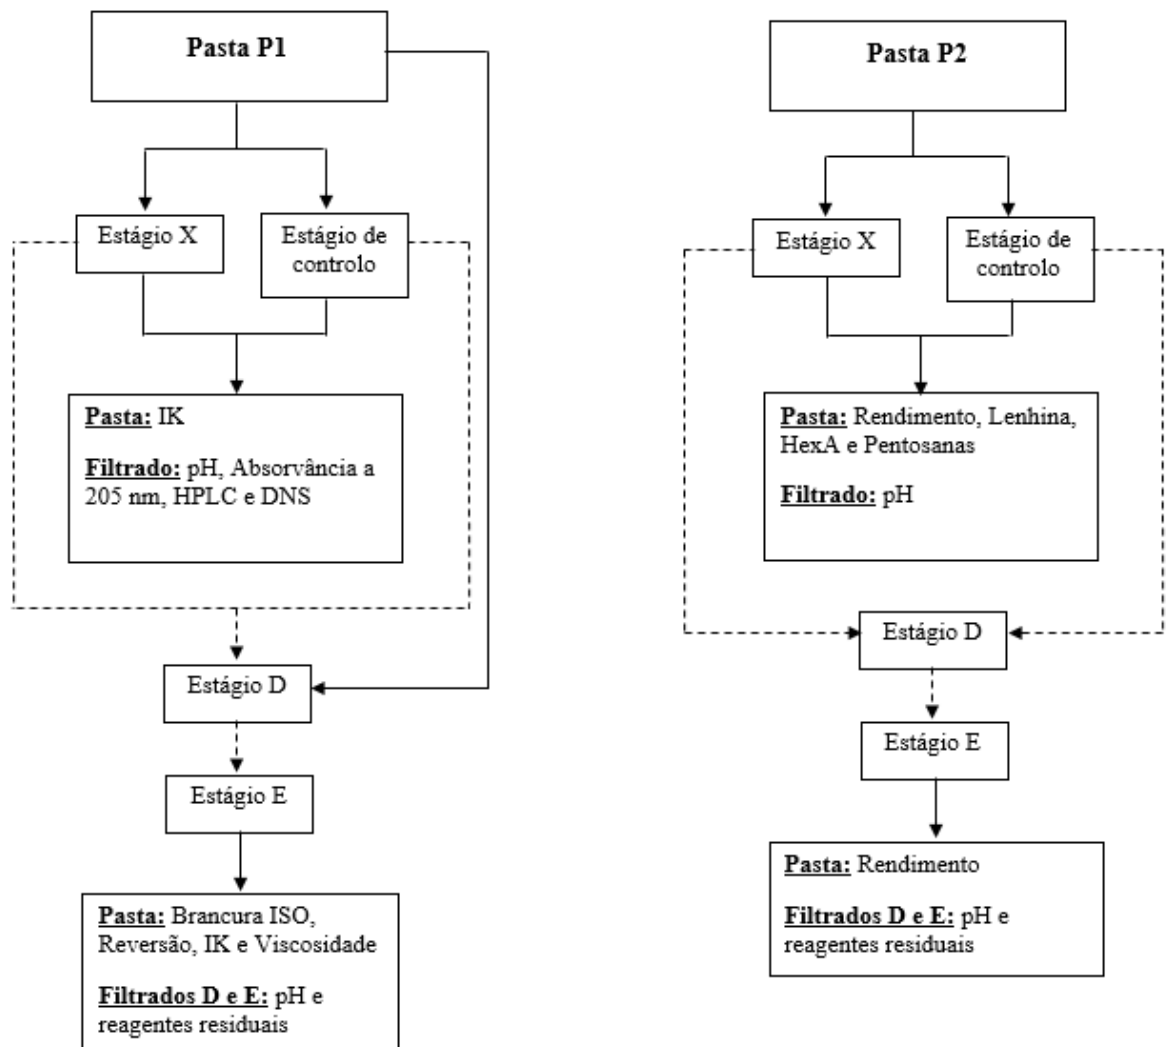 Pasta P1
Estágio X
Estágio de
controlo
Pasta: IK
Filtrado: pH, Absorvância a
205 nm, HPLC e DNS
Estágio D
Estágio E
Pasta: Brancura ISO,
Reversão, IK e Viscosidade
Filtrados D e E: pH e
reagentes residuais
Pasta P2
Estágio X
Estágio de
controlo
Pasta: Rendimento, Lenhina,
HexA e Pentosanas
Filtrado: pH
Estágio D
Estágio E
Pasta: Rendimento
Filtrados D e E: pH e
reagentes residuais